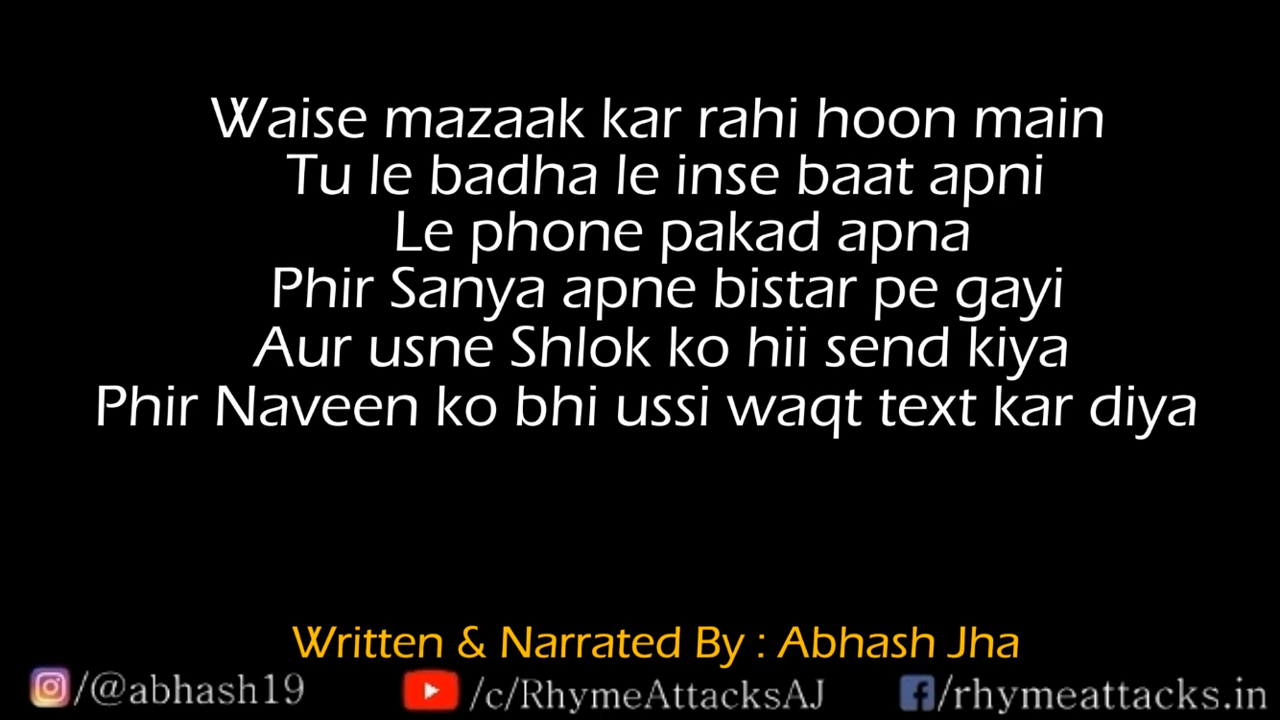 Waise mazaak kar rahi hoon main
Tu le badha le inse baat apni
Le phone pakad apna
Phir Sanya apne bistar pe gayi
Aur usne Shlok ko hii send kiya
Phir Naveen ko bhi ussi waqt text kar diya
Written & Narrated By : Abhash Jha
/@abhash19 /c/RhymeAttacksAJ /rhymeattacks.in